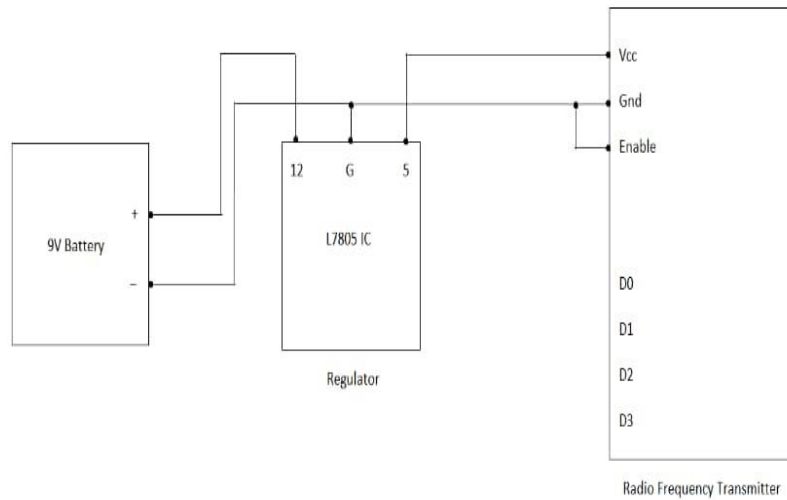 9V Battery
+
–
12 G 5
L7805 IC
Regulator
Vcc
Gnd
Enable
D0
D1
D2
D3
Radio Frequency Transmitter